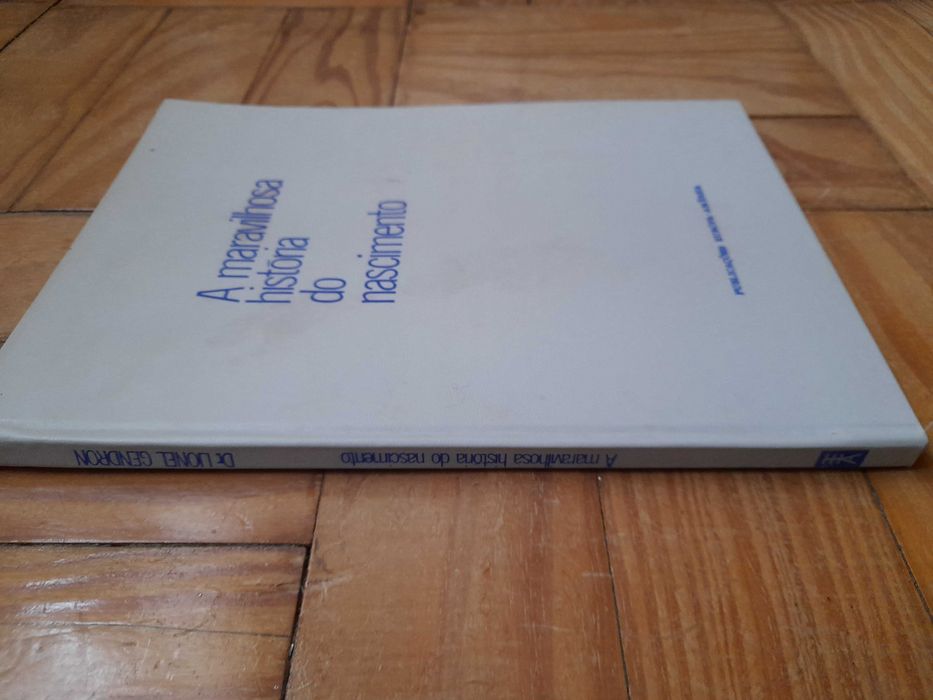 A maravilhosa
história
do
nascimento
PUBLICAÇÕES EUROPA-AMÉRICA
Dr. LIONEL GENDRON
A maravilhosa história do nascimento